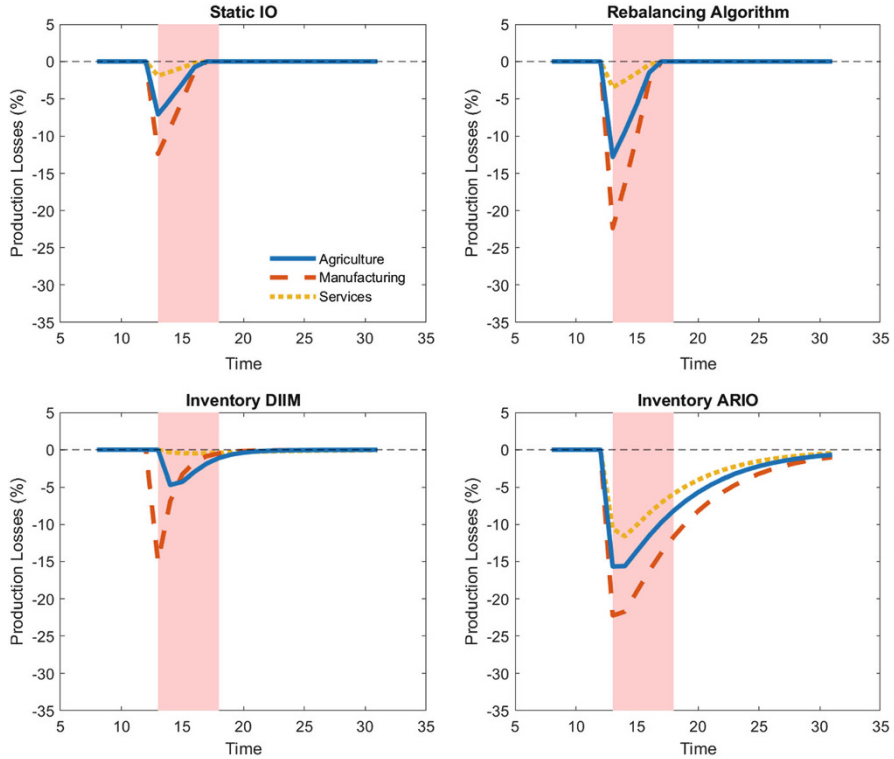 Static IO
5
0
-5
-10
-15
-20
-25
-30
-35
Production Losses (%)
Agriculture
Manufacturing
Services
5 10 15 20 25 30 35
Time
Rebalancing Algorithm
5
0
-5
-10
-15
-20
-25
-30
-35
Production Losses (%)
5 10 15 20 25 30 35
Time
Inventory DIIM
5
0
-5
-10
-15
-20
-25
-30
-35
Production Losses (%)
5 10 15 20 25 30 35
Time
Inventory ARIO
5
0
-5
-10
-15
-20
-25
-30
-35
Production Losses (%)
5 10 15 20 25 30 35
Time